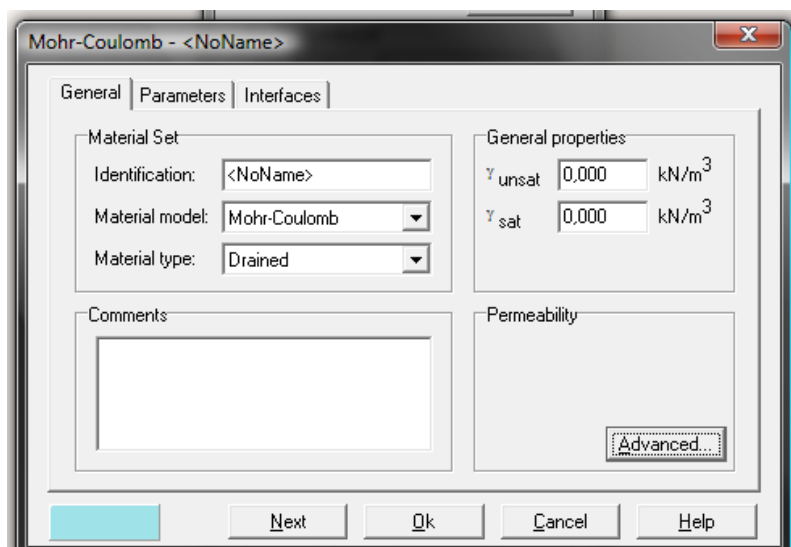 Mohr-Coulomb - <NoName>
General Parameters Interfaces
Material Set
Identification: <NoName>
Material model: Mohr-Coulomb
Material type: Drained
General properties
γ unsat 0,000 kN/m³
γ sat 0,000 kN/m³
Comments
Permeability
Advanced...
Next Ok Cancel Help